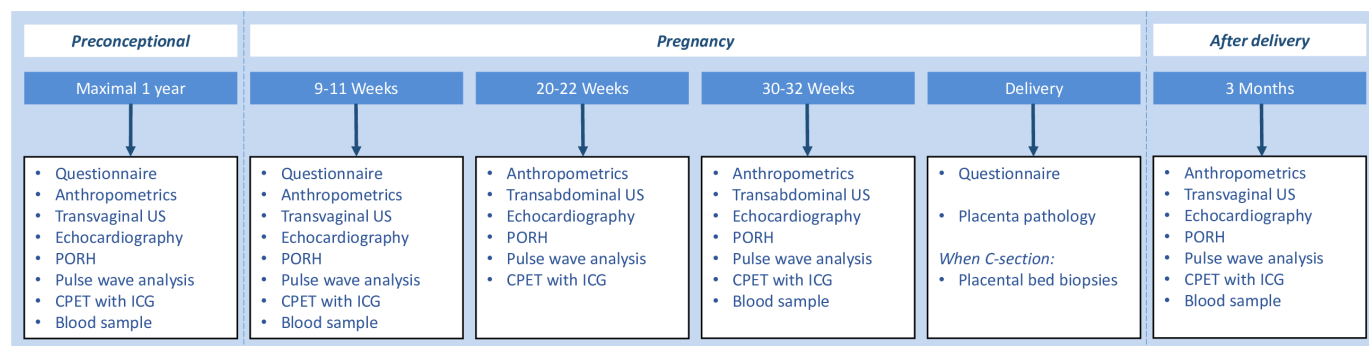 Preconceptional
Pregnancy
After delivery
Maximal 1 year
9-11 Weeks
20-22 Weeks
30-32 Weeks
Delivery
3 Months
• Questionnaire
• Anthropometrics
• Transvaginal US
• Echocardiography
• PORH
• Pulse wave analysis
• CPET with ICG
• Blood sample
• Questionnaire
• Anthropometrics
• Transvaginal US
• Echocardiography
• PORH
• Pulse wave analysis
• CPET with ICG
• Blood sample
• Anthropometrics
• Transabdominal US
• Echocardiography
• PORH
• Pulse wave analysis
• CPET with ICG
• Anthropometrics
• Transabdominal US
• Echocardiography
• PORH
• Pulse wave analysis
• CPET with ICG
• Blood sample
• Questionnaire
• Placenta pathology
When C-section:
• Placental bed biopsies
• Anthropometrics
• Transvaginal US
• Echocardiography
• PORH
• Pulse wave analysis
• CPET with ICG
• Blood sample